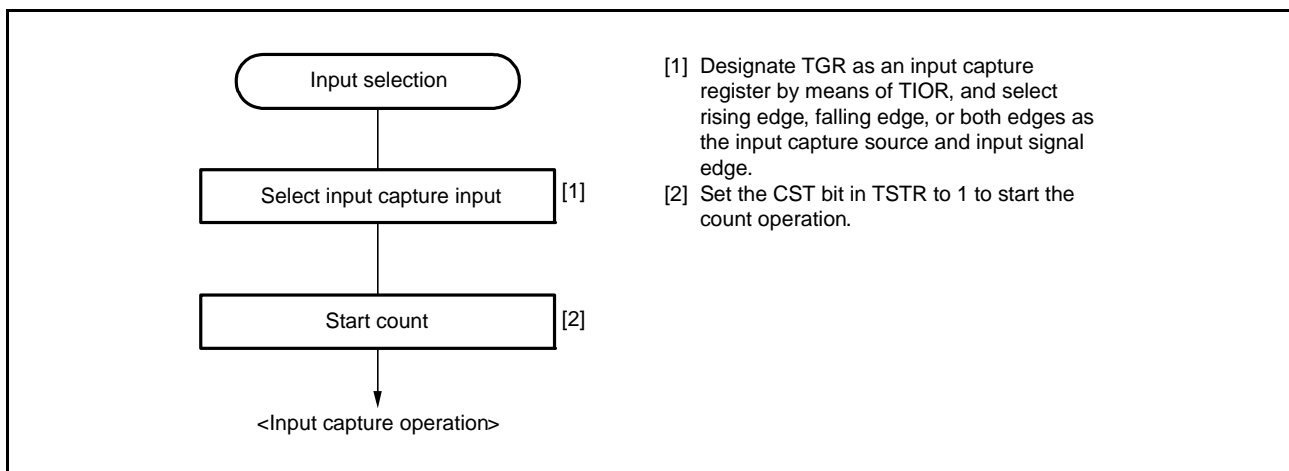 Input selection
Select input capture input
[1]
Start count
[2]
<Input capture operation>
[1] Designate TGR as an input capture
register by means of TIOR, and select
rising edge, falling edge, or both edges as
the input capture source and input signal
edge.
[2] Set the CST bit in TSTR to 1 to start the
count operation.